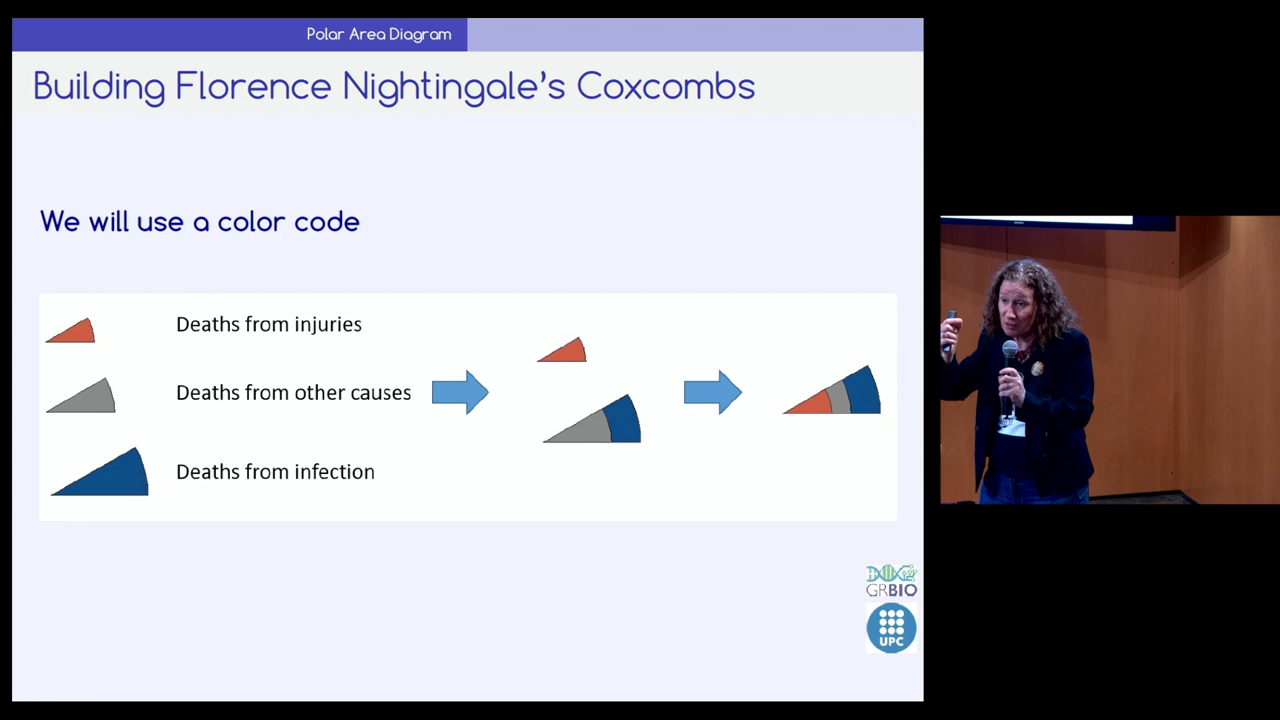 Polar Area Diagram
Building Florence Nightingale's Coxcombs
We will use a color code
Deaths from injuries
Deaths from other causes
Deaths from infection
GRBIO
UPC